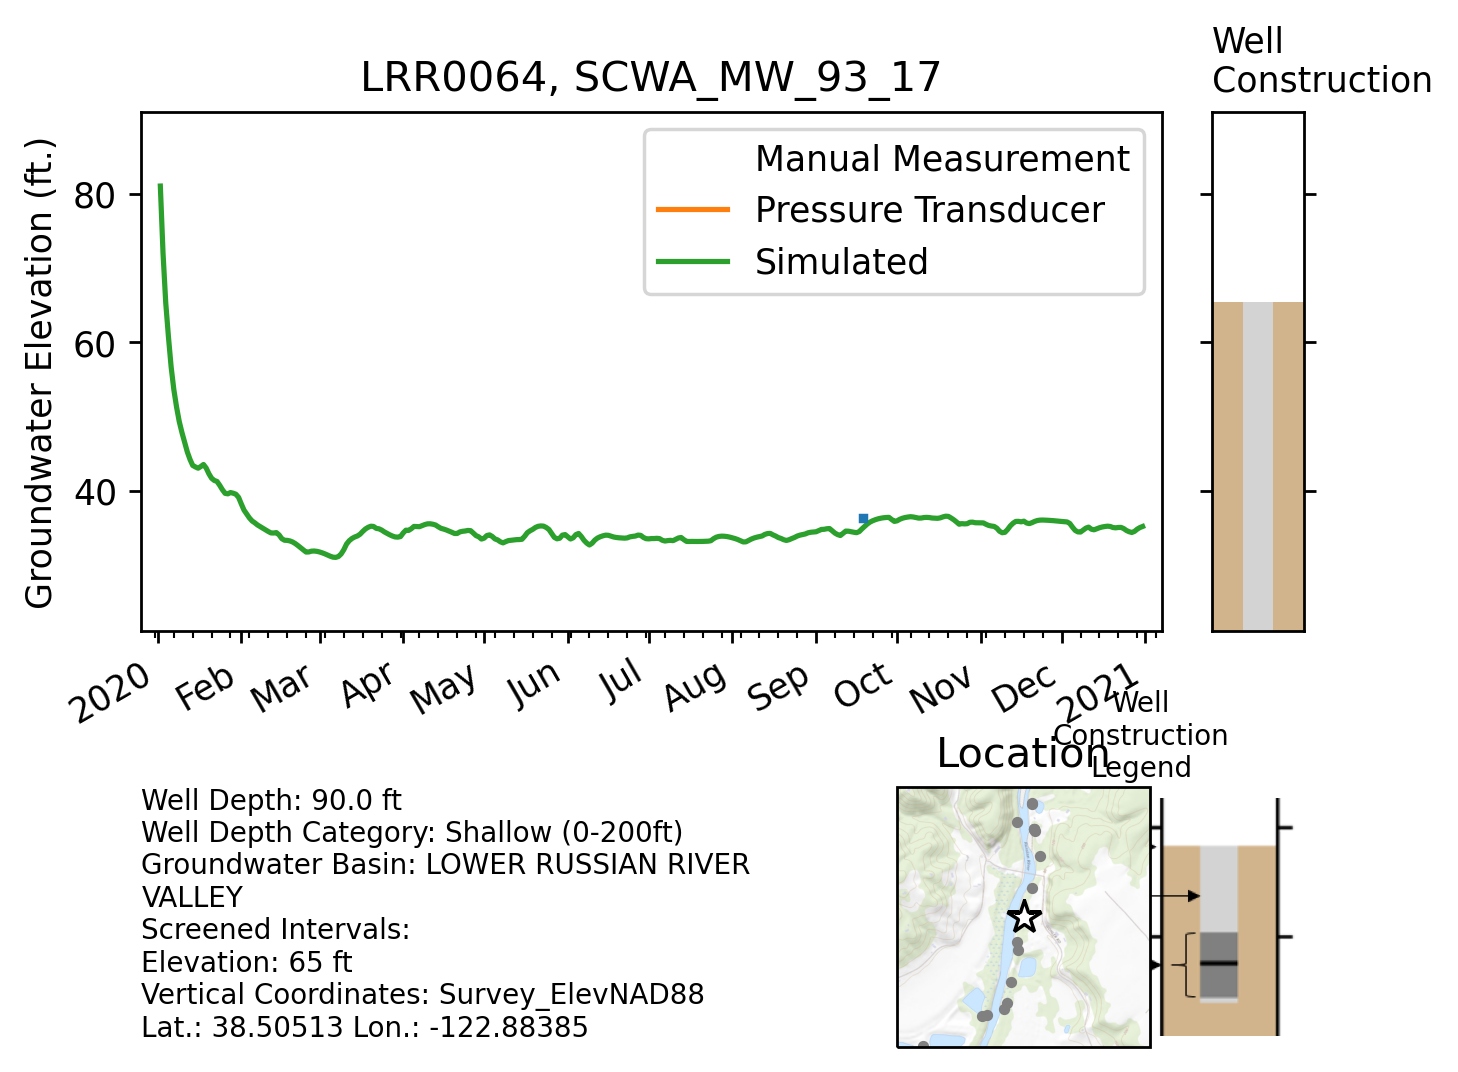 Well
Construction
LRR0064, SCWA_MW_93_17
Groundwater Elevation (ft.)
80
60
40
Manual Measurement
Pressure Transducer
Simulated
2020
Feb
Mar
Apr
May
Jun
Jul
Aug
Sep
Oct
Nov
Dec
2021
Well
Construction
Legend
Location
Well Depth: 90.0 ft
Well Depth Category: Shallow (0-200ft)
Groundwater Basin: LOWER RUSSIAN RIVER
VALLEY
Screened Intervals:
Elevation: 65 ft
Vertical Coordinates: Survey_ElevNAD88
Lat.: 38.50513 Lon.: -122.88385